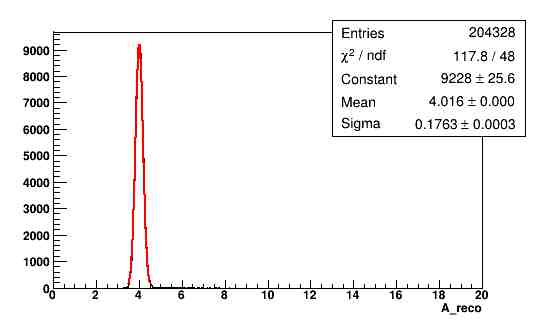 Entries 204328
χ² / ndf 117.8 / 48
Constant 9228 ± 25.6
Mean 4.016 ± 0.000
Sigma 0.1763 ± 0.0003
9000
8000
7000
6000
5000
4000
3000
2000
1000
0
0 2 4 6 8 10 12 14 16 18 20
A_reco